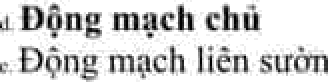 d. Động mạch chủ
c. Động mạch liên sườn